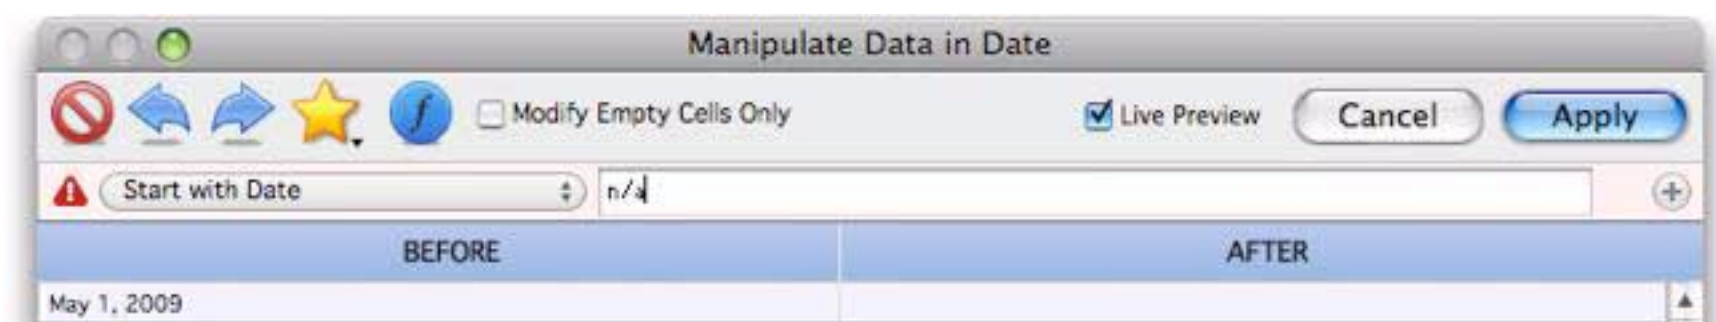 Manipulate Data in Date
f Modify Empty Cells Only Live Preview Cancel Apply
Start with Date n/a
BEFORE AFTER
May 1, 2009